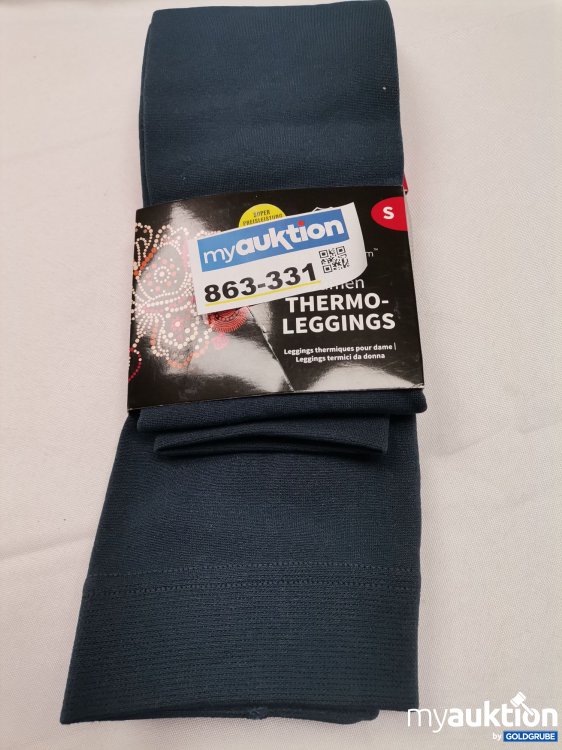 SUPER
PREISLEISTUNG
S
myauktion
863-331
THERMO-
LEGGINGS
Leggings thermiques pour dame |
Leggings termici da donna
myauktion
by GOLDGRUBE